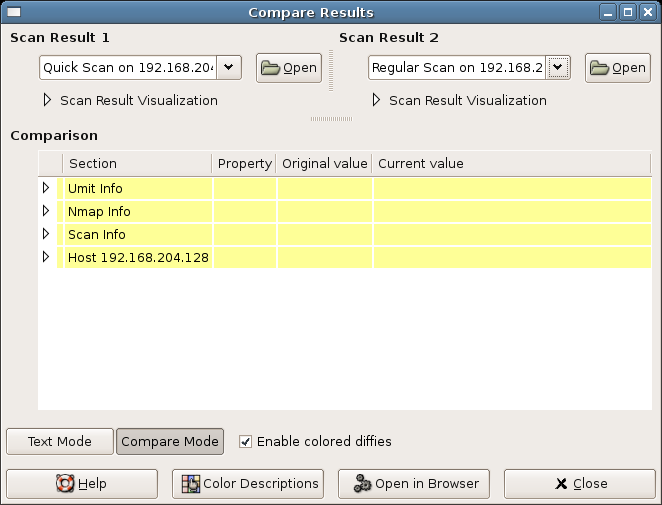 Compare Results
Scan Result 1
Scan Result 2
Quick Scan on 192.168.204
Open
Regular Scan on 192.168.2
Open
Scan Result Visualization
Scan Result Visualization
Comparison
Section Property Original value Current value
Umit Info
Nmap Info
Scan Info
Host 192.168.204.128
Text Mode
Compare Mode
Enable colored diffies
Help
Color Descriptions
Open in Browser
Close